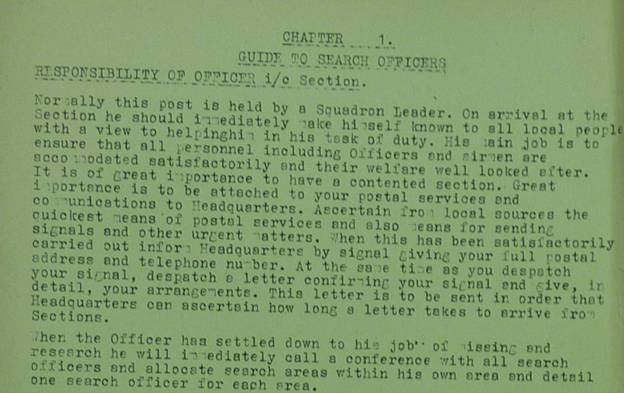 CHAPTER 1.
GUIDE TO SEARCH OFFICERS
RESPONSIBILITY OF OFFICER i/c Section.
Normally this post is held by a Squadron Leader. On arrival at the
Section he should immediately make himself known to all local people
with a view to helpinghim in his task of duty. His main job is to
ensure that all personnel including Officers and airmen are
accomodated satisfactorily and their welfare well looked after.
It is of great importance to have a contented section. Great
importance is to be attached to your postal services and
communications to Headquarters. Ascertain from local sources the
quickest means of postal services and also means for sending
signals and other urgent matters. When this has been satisfactorily
carried out inform Headquarters by signal giving your full postal
address and telephone number. At the same time as you despatch
your signal, despatch a letter confirming your signal and give, in
detail, your arrangements. This letter is to be sent in order that
Headquarters can ascertain how long a letter takes to arrive from
Sections.
When the Officer has settled down to his job" of missing and
research he will immediately call a conference with all search
officers and allocate search areas within his own area and detail
one search officer for each area.